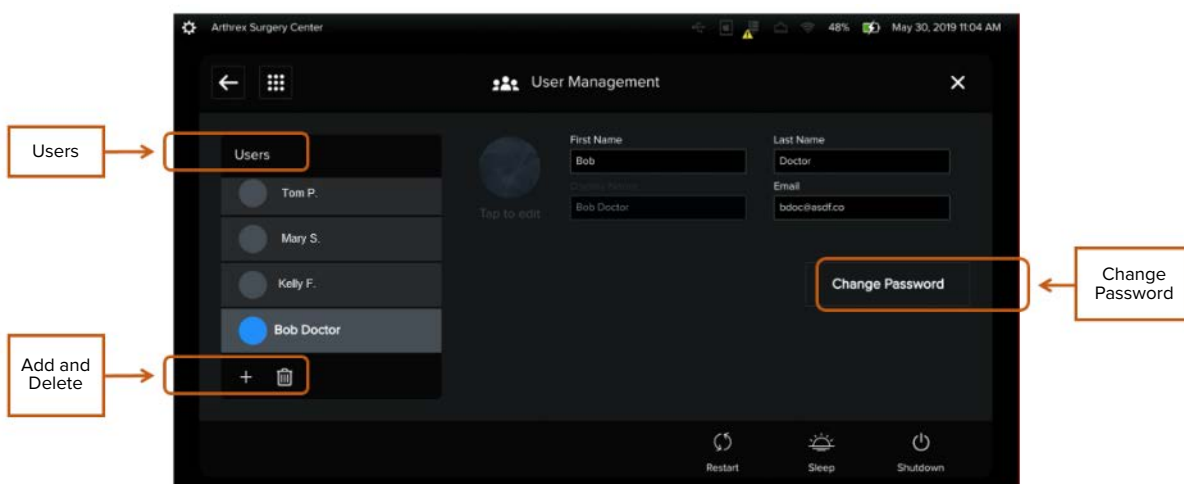 Arthrex Surgery Center
48%
May 30, 2019 11:04 AM
User Management
Users
Users
Tom P.
Mary S.
Kelly F.
Bob Doctor
Add and
Delete
Tap to edit
First Name
Bob
Last Name
Doctor
Display Name
Bob Doctor
Email
bdoc@asdf.co
Change Password
Change
Password
Restart
Sleep
Shutdown